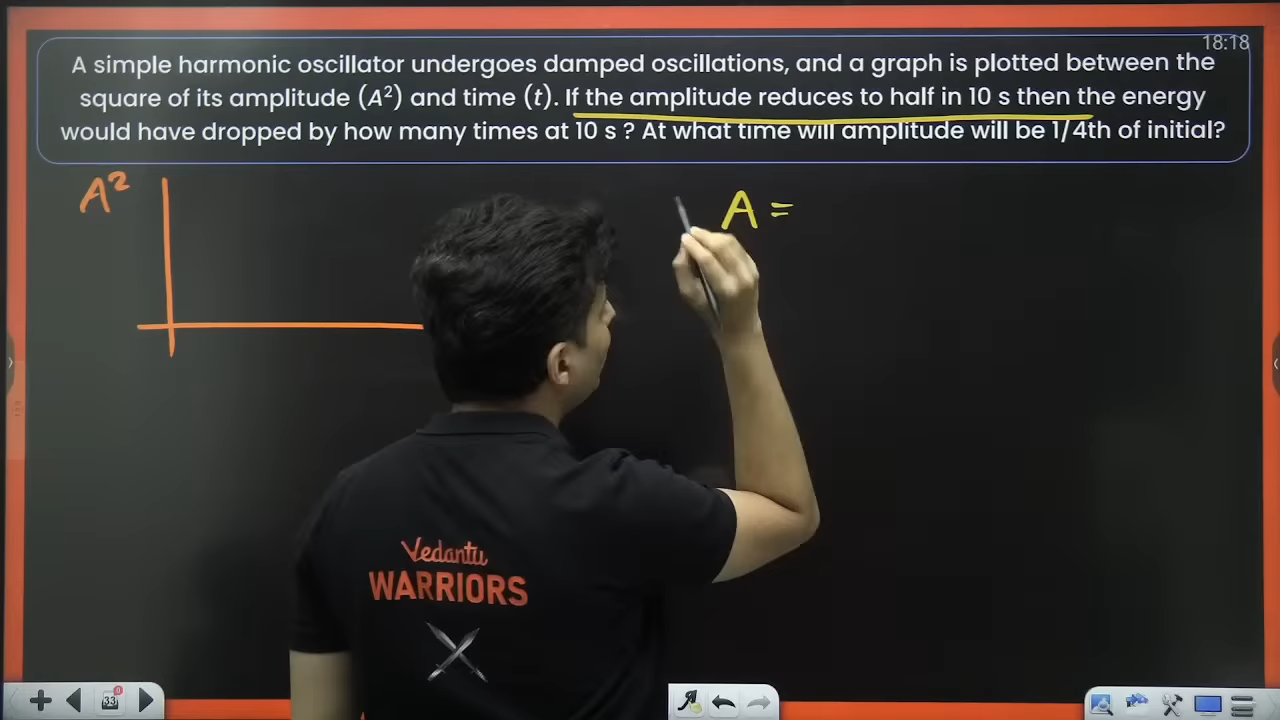 18:18
A simple harmonic oscillator undergoes damped oscillations, and a graph is plotted between the
square of its amplitude (A²) and time (t). If the amplitude reduces to half in 10 s then the energy
would have dropped by how many times at 10 s ? At what time will amplitude will be 1/4th of initial?
A²
A =
Vedantu
WARRIORS
33